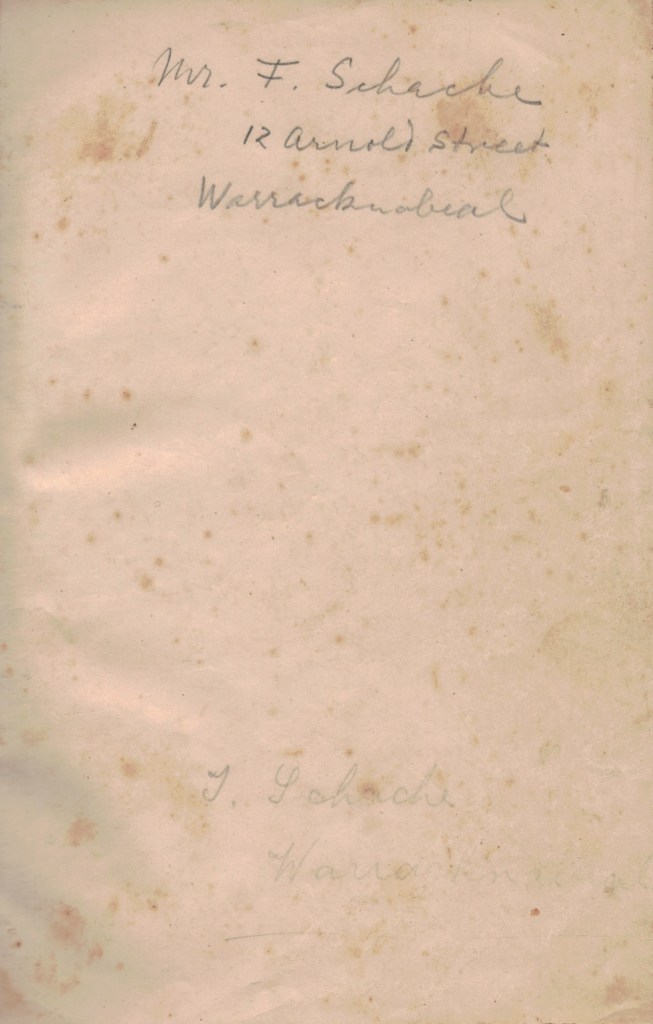 Mr. F. Schache
12 Arnold Street
Warracknabeal
F. Schache